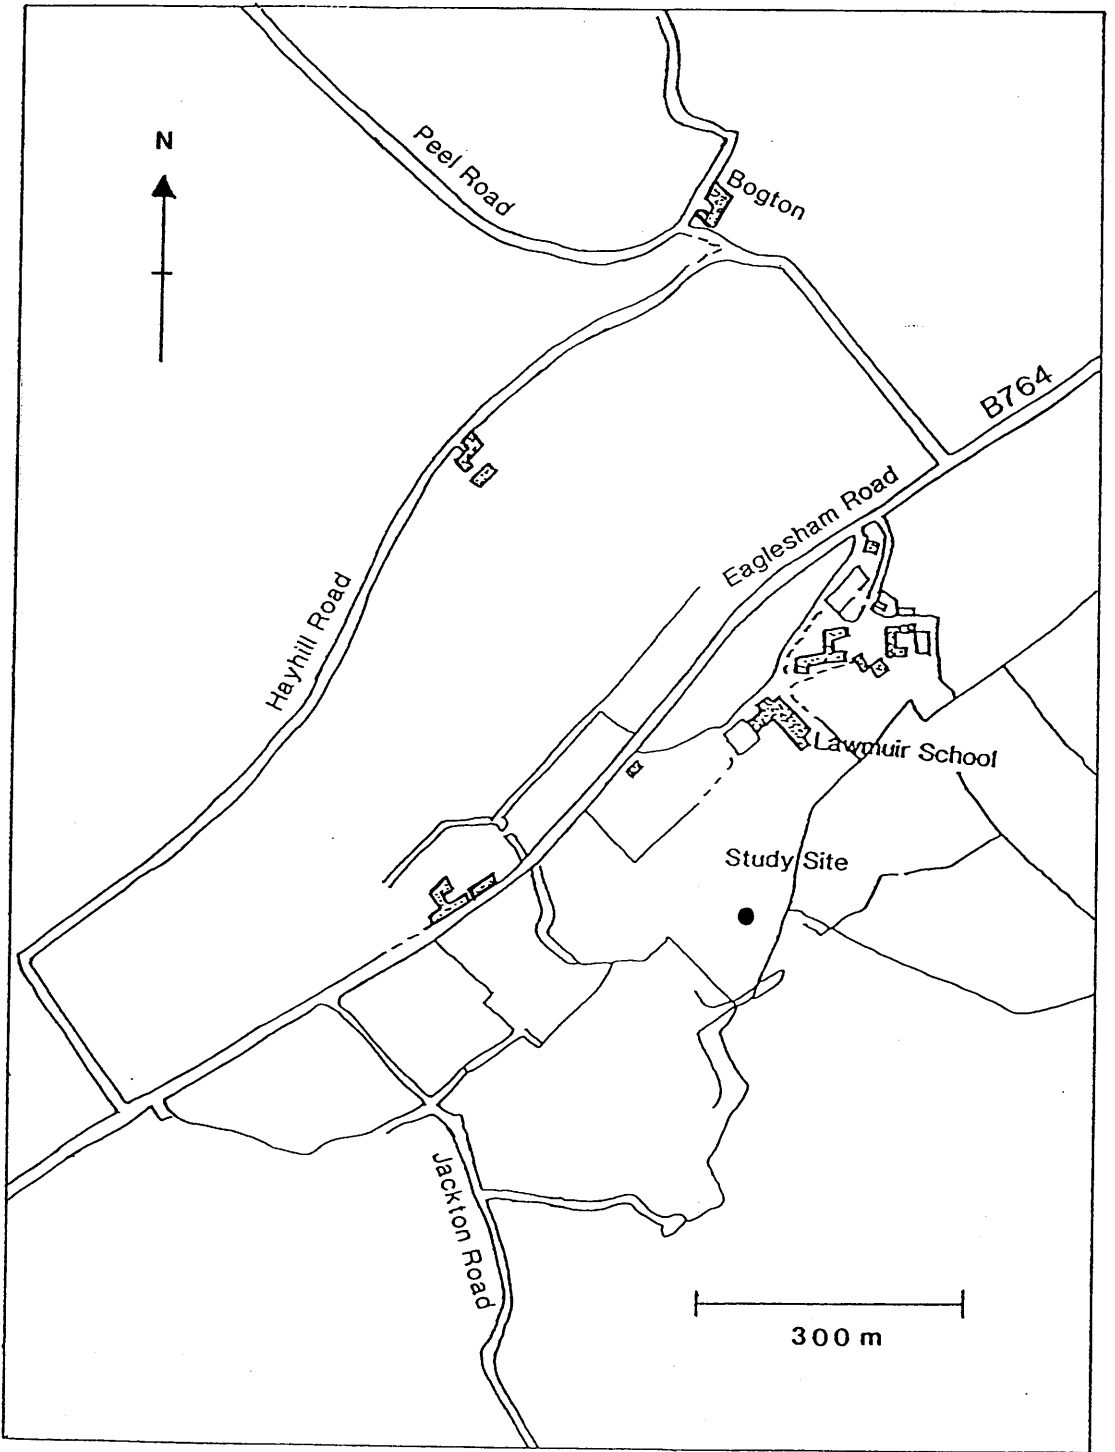 N
Peel Road
Bogton
B764
Eaglesham Road
Hayhill Road
Lawmuir School
Study Site
Jackton Road
300 m